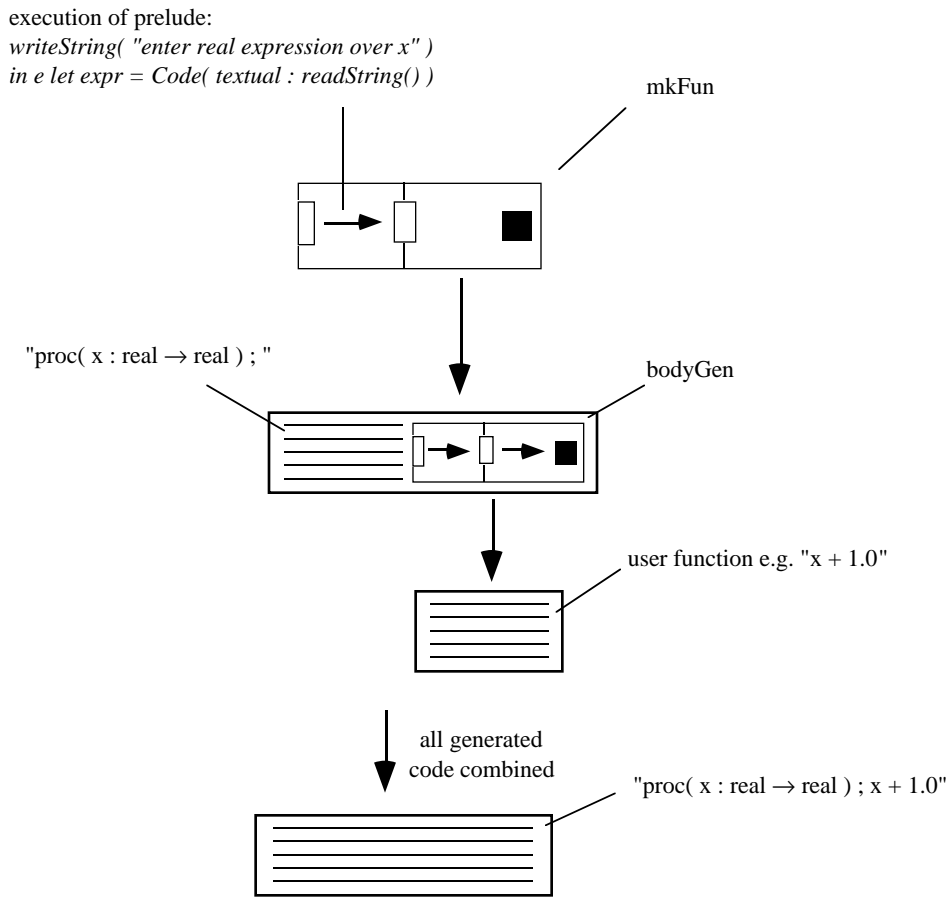 execution of prelude:
writeString( "enter real expression over x" )
in e let expr = Code( textual : readString() )
mkFun
"proc( x : real → real ) ; "
bodyGen
user function e.g. "x + 1.0"
all generated
code combined
"proc( x : real → real ) ; x + 1.0"